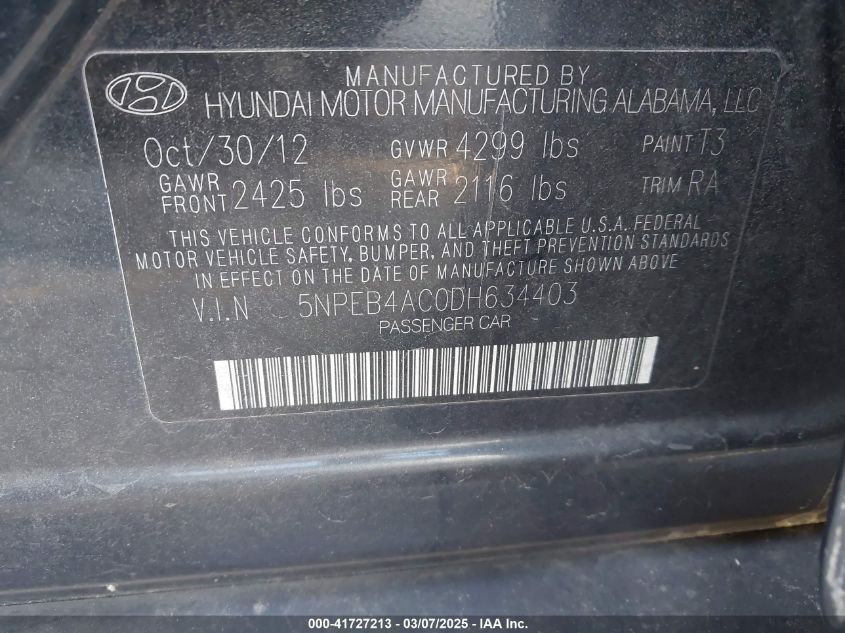 MANUFACTURED BY
HYUNDAI MOTOR MANUFACTURING ALABAMA, LLC
Oct/30/12 GVWR 4299 lbs PAINT T3
GAWR FRONT 2425 lbs GAWR REAR 2116 lbs TRIM RA
THIS VEHICLE CONFORMS TO ALL APPLICABLE U.S.A. FEDERAL
MOTOR VEHICLE SAFETY, BUMPER, AND THEFT PREVENTION STANDARDS
IN EFFECT ON THE DATE OF MANUFACTURE SHOWN ABOVE
V.I.N 5NPEB4AC0DH634403
PASSENGER CAR
000-41727213 - 03/07/2025 - IAA Inc.